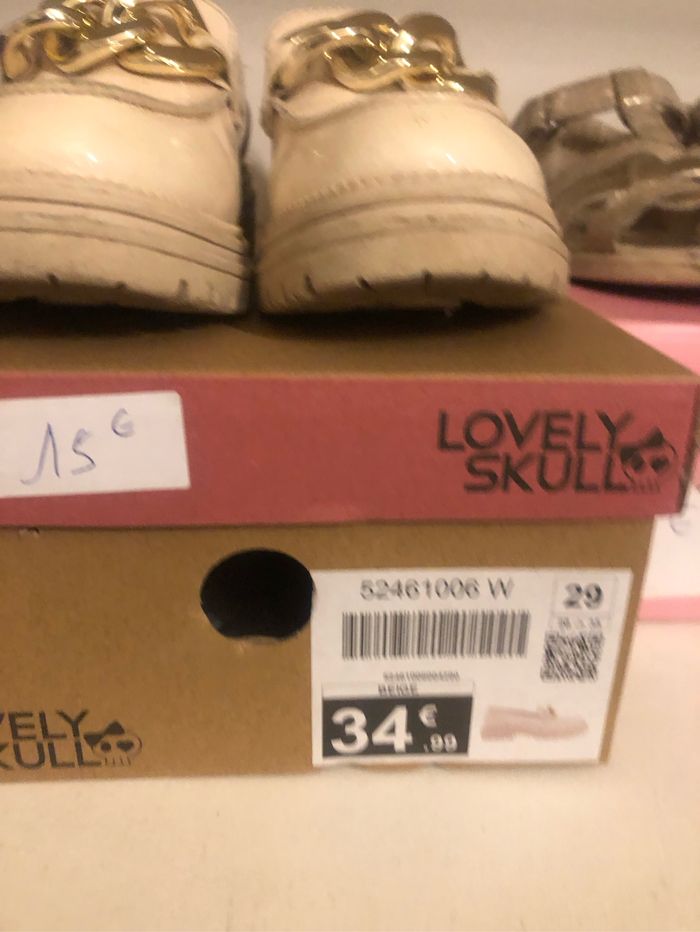 15 €
LOVELY
SKULL
52461006 W
29
BEIGE
34 €
,99
VELY
KULL